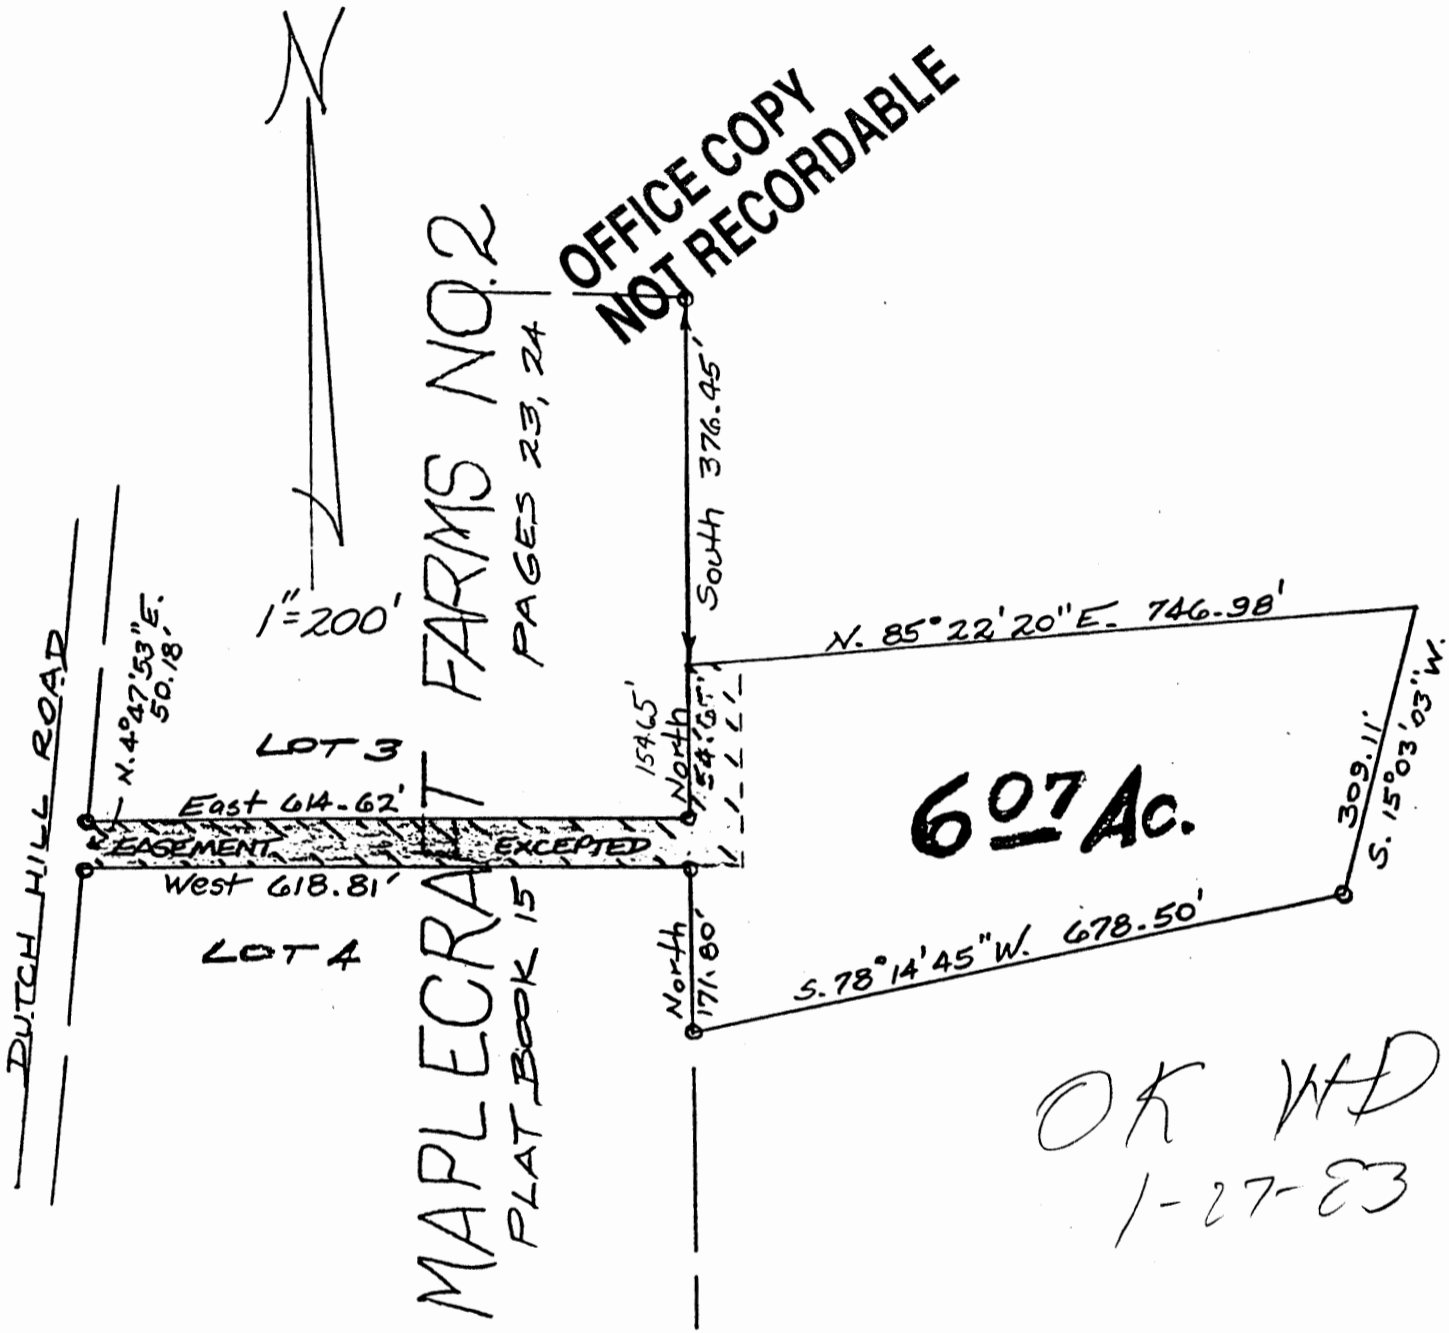 N
OFFICE COPY
NOT RECORDABLE
1"=200'
MAPLECRAFT FARMS NO.2
PLAT BOOK 15
PAGES 23, 24
South 376.45'
N. 85°22'20"E. 746.98'
309.11'
S. 15°03'03"W.
S. 78°14'45"W. 678.50'
North
171.80'
154.65'
North
154.65'
6 07 Ac.
DUTCH HILL ROAD
N. 4°47'53"E.
50.18'
LOT 3
East 614.62'
EASEMENT EXCEPTED
West 618.81'
LOT 4
OK WD
1-27-83